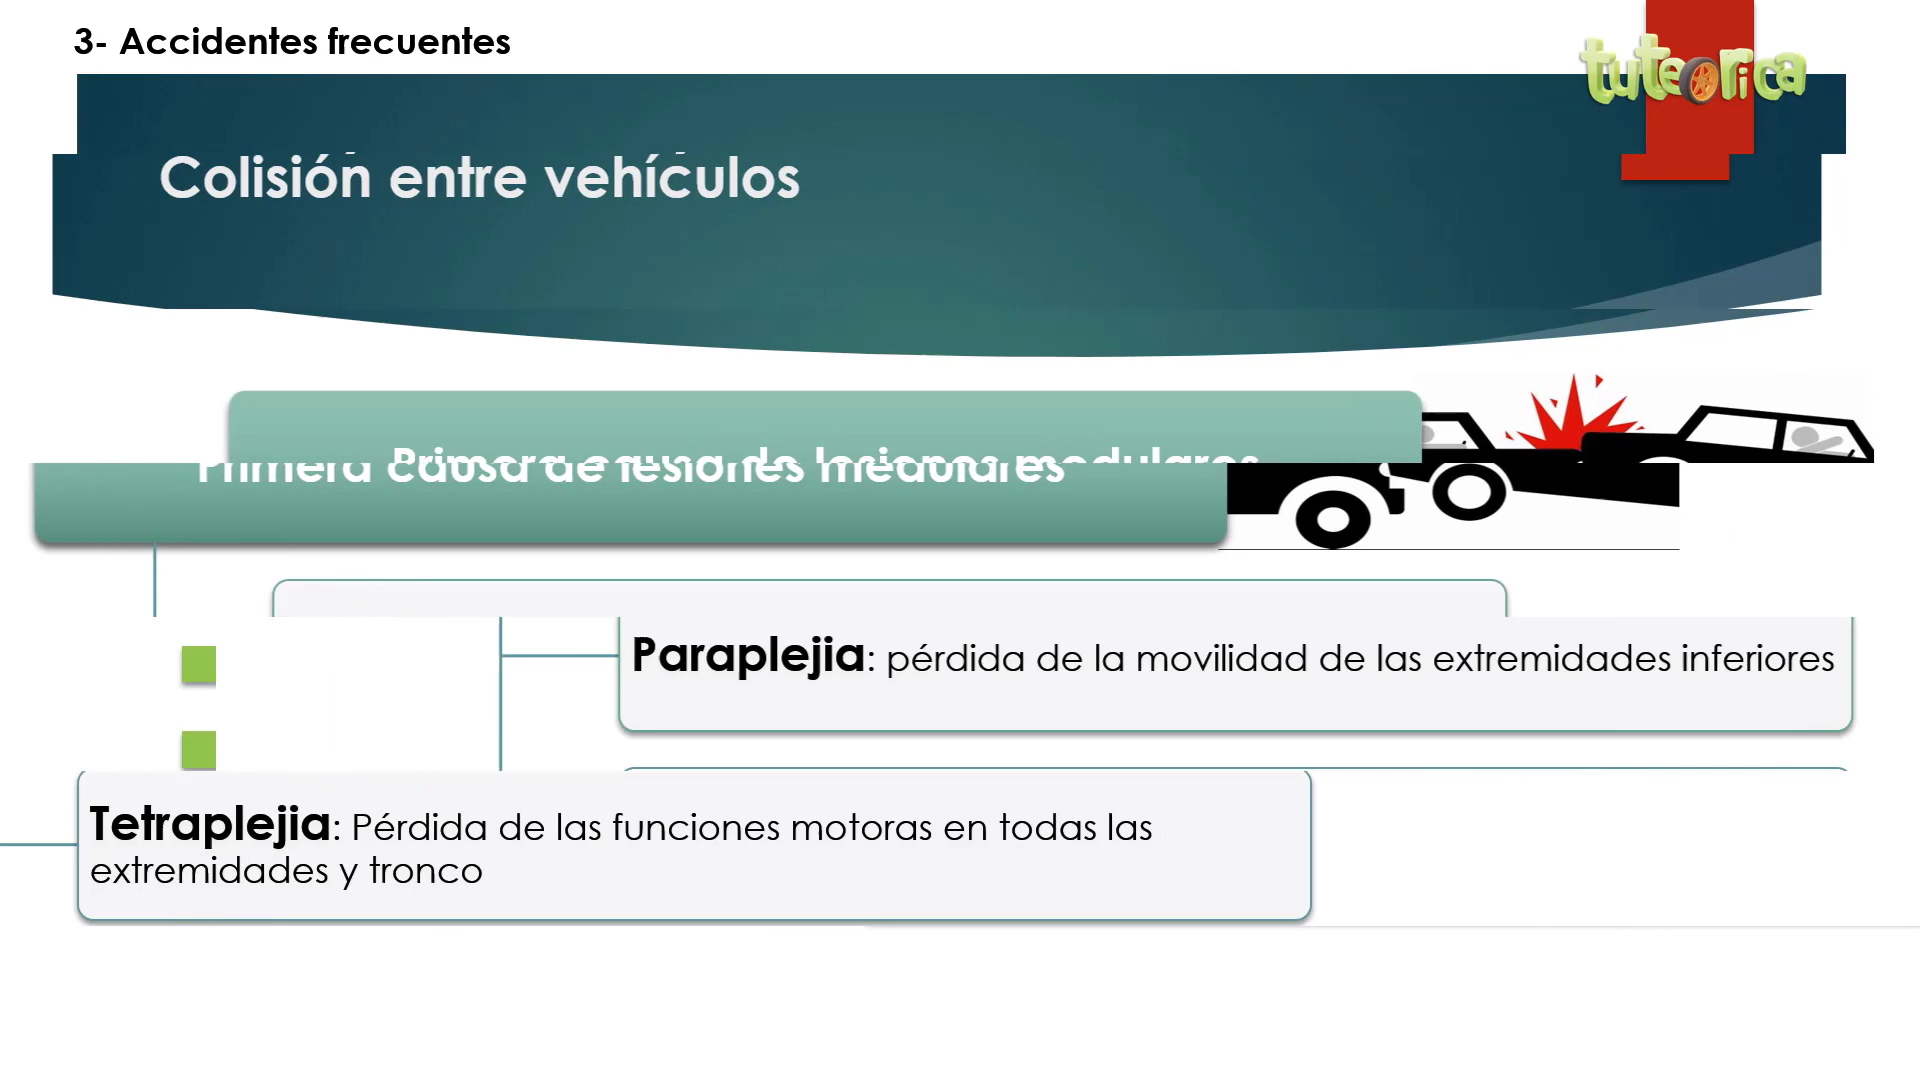 3- Accidentes frecuentes
tuteorica
Colisión entre vehículos
Primera causa de lesiones medulares
Paraplejia: pérdida de la movilidad de las extremidades inferiores
Tetraplejia: Pérdida de las funciones motoras en todas las
extremidades y tronco